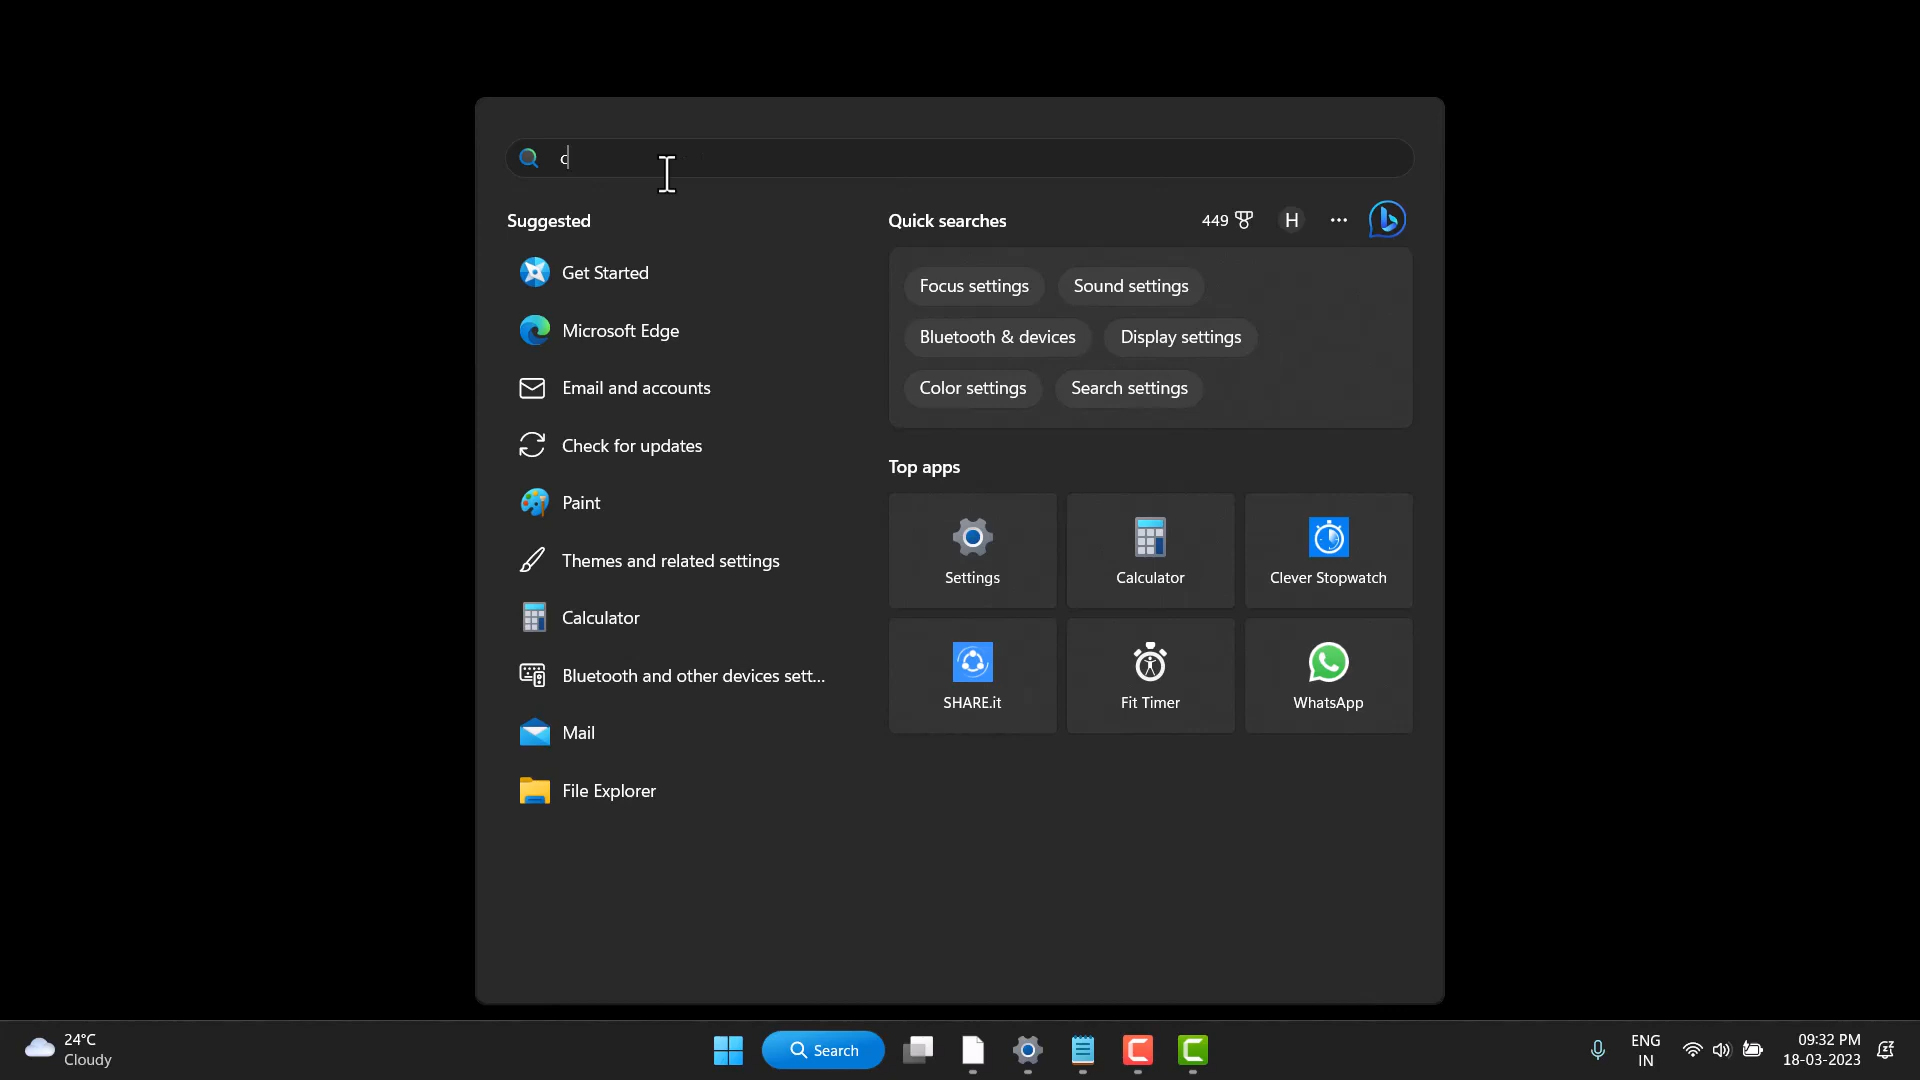 c
Suggested
Get Started
Microsoft Edge
Email and accounts
Check for updates
Paint
Themes and related settings
Calculator
Bluetooth and other devices sett...
Mail
File Explorer
Quick searches
449
H
Focus settings
Sound settings
Bluetooth & devices
Display settings
Color settings
Search settings
Top apps
Settings
Calculator
Clever Stopwatch
SHARE.it
Fit Timer
WhatsApp
24°C
Cloudy
Search
ENG
IN
09:32 PM
18-03-2023